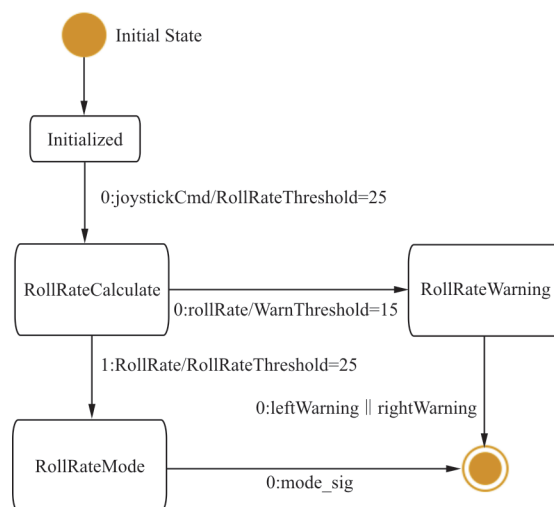 Initial State
Initialized
0:joystickCmd/RollRateThreshold=25
RollRateCalculate
RollRateWarning
0:rollRate/WarnThreshold=15
1:RollRate/RollRateThreshold=25
0:leftWarning || rightWarning
RollRateMode
0:mode_sig